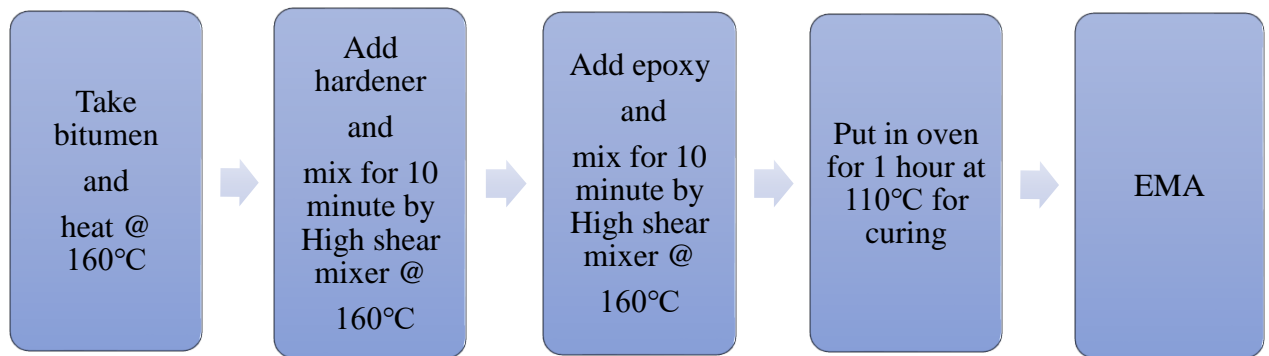 Take
bitumen
and
heat @
160℃
Add
hardener
and
mix for 10
minute by
High shear
mixer @
160℃
Add epoxy
and
mix for 10
minute by
High shear
mixer @
160℃
Put in oven
for 1 hour at
110℃ for
curing
EMA